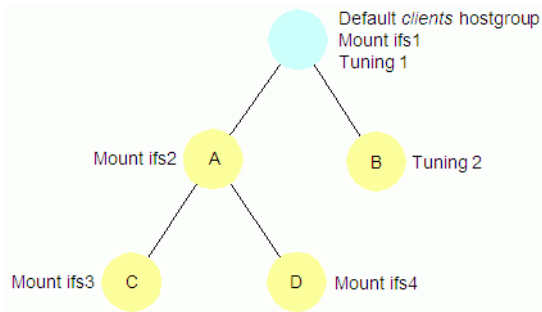 Default clients hostgroup
Mount ifs1
Tuning 1
Mount ifs2
A
B
Tuning 2
Mount ifs3
C
D
Mount ifs4